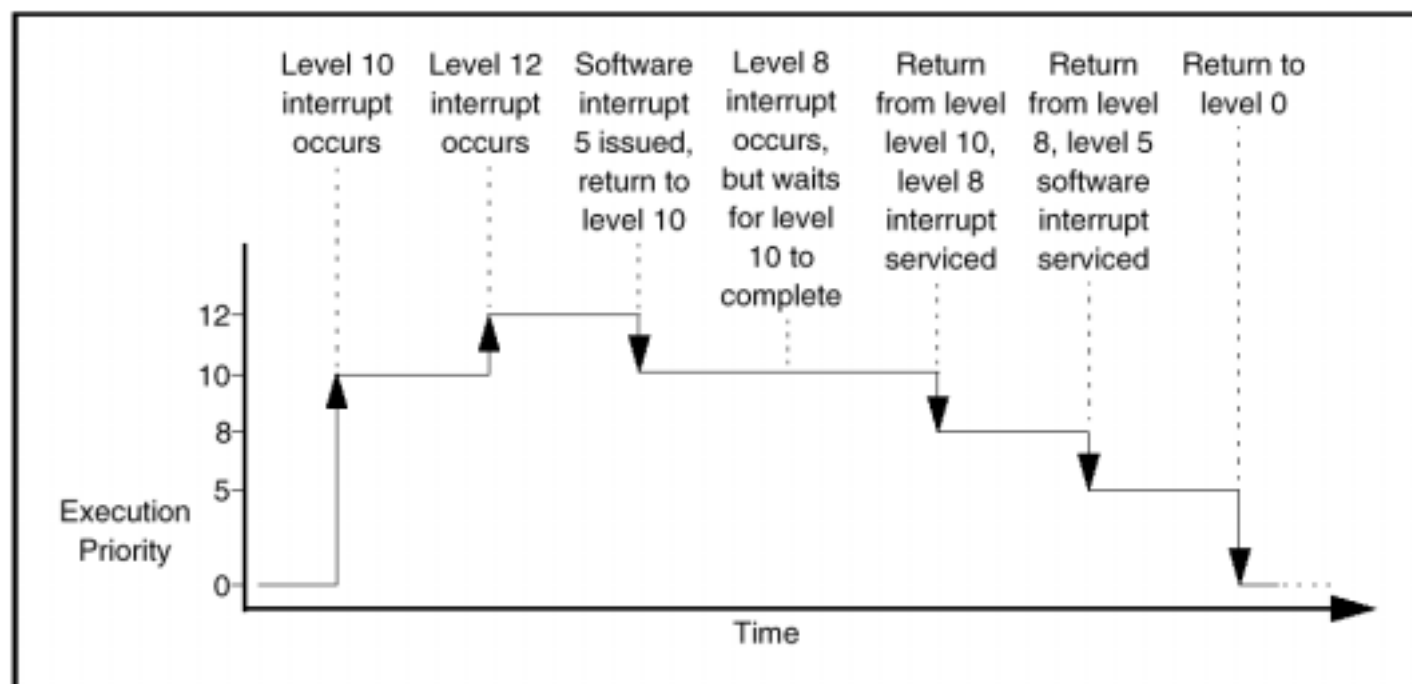 Level 10
interrupt
occurs
Level 12
interrupt
occurs
Software
interrupt
5 issued,
return to
level 10
Level 8
interrupt
occurs,
but waits
for level
10 to
complete
Return
from level
level 10,
level 8
interrupt
serviced
Return
from level
8, level 5
software
interrupt
serviced
Return to
level 0
12
10
8
5
0
Execution
Priority
Time